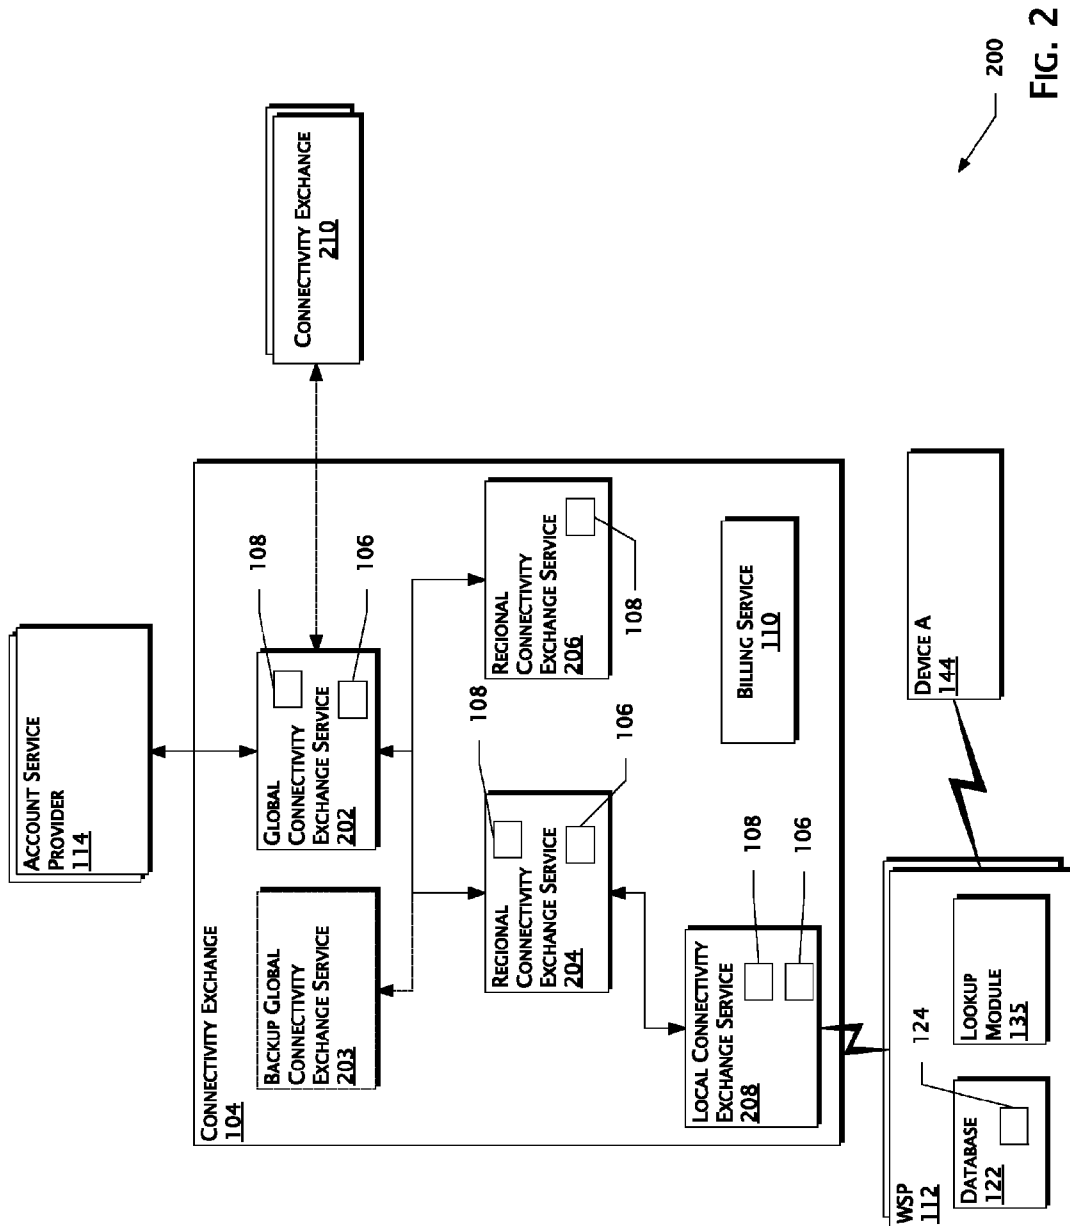 ACCOUNT SERVICE
PROVIDER
114
CONNECTIVITY EXCHANGE
104
BACKUP GLOBAL
CONNECTIVITY
EXCHANGE SERVICE
203
GLOBAL
CONNECTIVITY
EXCHANGE SERVICE
202
108
106
CONNECTIVITY EXCHANGE
210
REGIONAL
CONNECTIVITY
EXCHANGE SERVICE
204
108
106
REGIONAL
CONNECTIVITY
EXCHANGE SERVICE
206
108
LOCAL CONNECTIVITY
EXCHANGE SERVICE
208
108
106
BILLING SERVICE
110
WSP
112
DATABASE
122
124
LOOKUP
MODULE
135
DEVICE A
144
200
FIG. 2